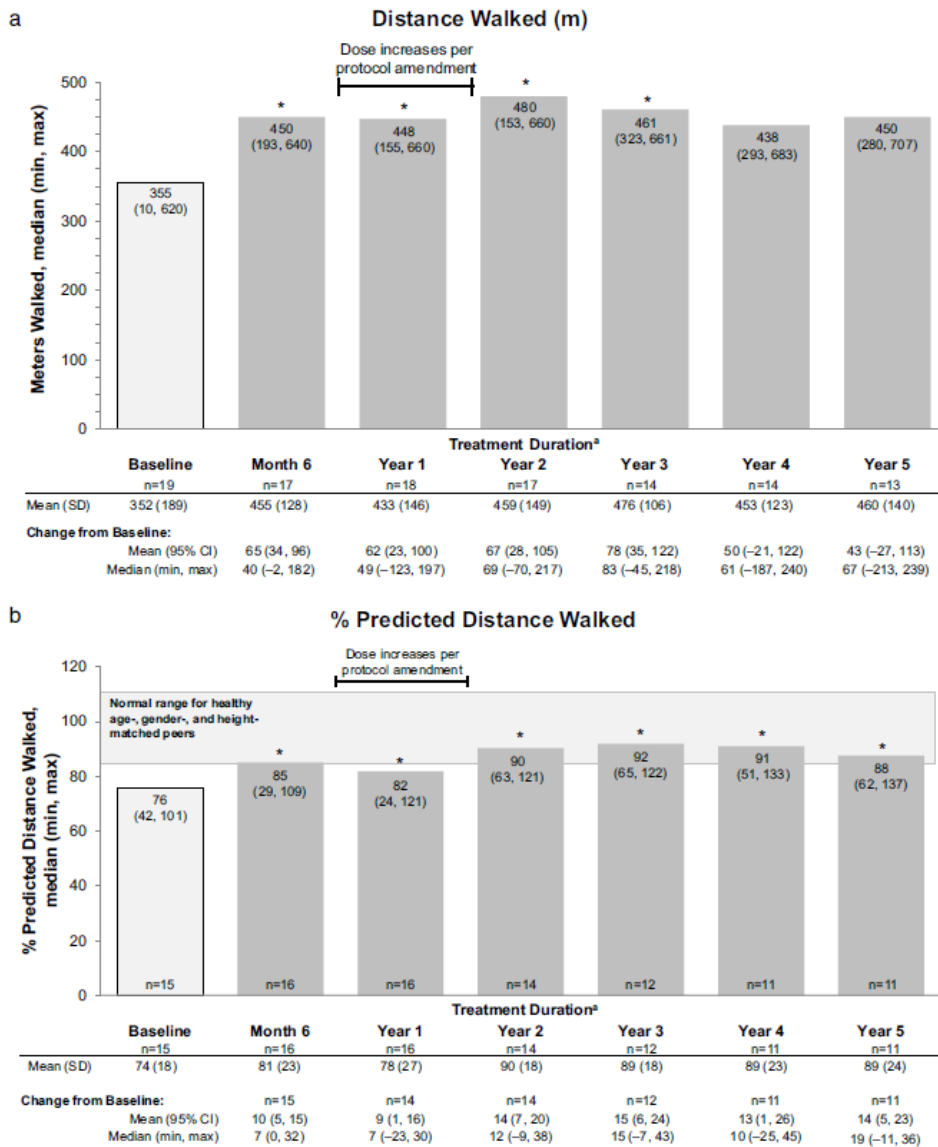 a
Distance Walked (m)
Dose increases per
protocol amendment
Meters Walked, median (min, max)
500
400
300
200
100
0
355
(10, 620)
*
450
(193, 640)
*
448
(155, 660)
*
480
(153, 660)
*
461
(323, 661)
438
(293, 683)
450
(280, 707)
Treatment Durationᵃ
Baseline Month 6 Year 1 Year 2 Year 3 Year 4 Year 5
n=19 n=17 n=18 n=17 n=14 n=14 n=13
Mean (SD) 352 (189) 455 (128) 433 (146) 459 (149) 476 (106) 453 (123) 460 (140)
Change from Baseline:
Mean (95% CI) 65 (34, 96) 62 (23, 100) 67 (28, 105) 78 (35, 122) 50 (–21, 122) 43 (–27, 113)
Median (min, max) 40 (–2, 182) 49 (–123, 197) 69 (–70, 217) 83 (–45, 218) 61 (–187, 240) 67 (–213, 239)
b
% Predicted Distance Walked
Dose increases per
protocol amendment
% Predicted Distance Walked,
median (min, max)
120
100
80
60
40
20
0
Normal range for healthy
age-, gender-, and height-
matched peers
76
(42, 101)
*
85
(29, 109)
*
82
(24, 121)
*
90
(63, 121)
*
92
(65, 122)
*
91
(51, 133)
*
88
(62, 137)
n=15 n=16 n=16 n=14 n=12 n=11 n=11
Treatment Durationᵃ
Baseline Month 6 Year 1 Year 2 Year 3 Year 4 Year 5
n=15 n=16 n=16 n=14 n=12 n=11 n=11
Mean (SD) 74 (18) 81 (23) 78 (27) 90 (18) 89 (18) 89 (23) 89 (24)
Change from Baseline: n=15 n=14 n=14 n=12 n=11 n=11
Mean (95% CI) 10 (5, 15) 9 (1, 16) 14 (7, 20) 15 (6, 24) 13 (1, 26) 14 (5, 23)
Median (min, max) 7 (0, 32) 7 (–23, 30) 12 (–9, 38) 15 (–7, 43) 10 (–25, 45) 19 (–11, 36)